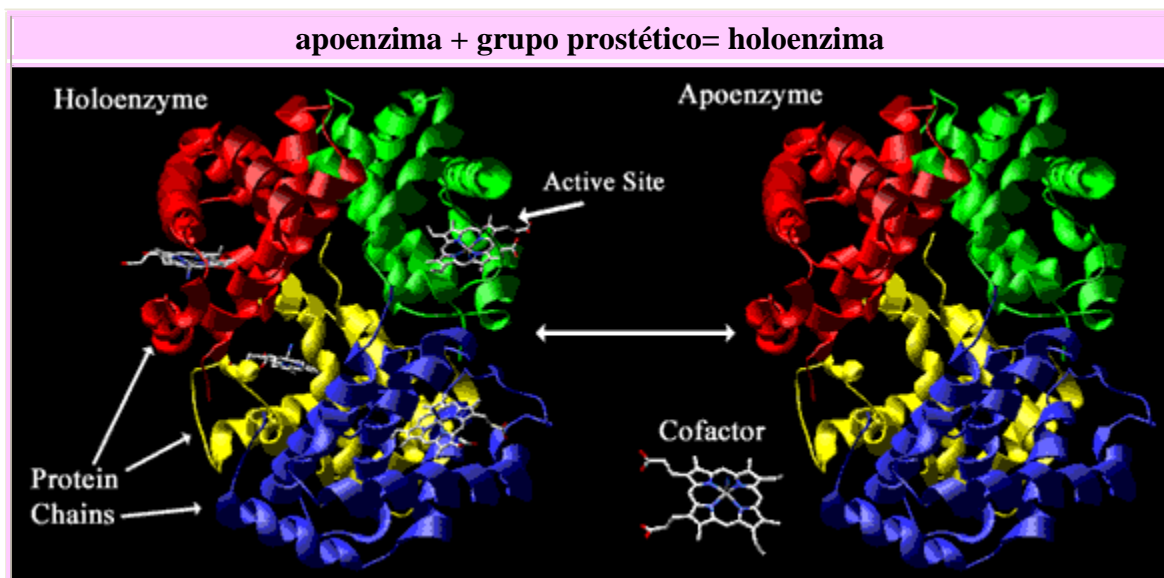 apoenzima + grupo prostético= holoenzima
Holoenzyme
Apoenzyme
Active Site
Cofactor
Protein
Chains